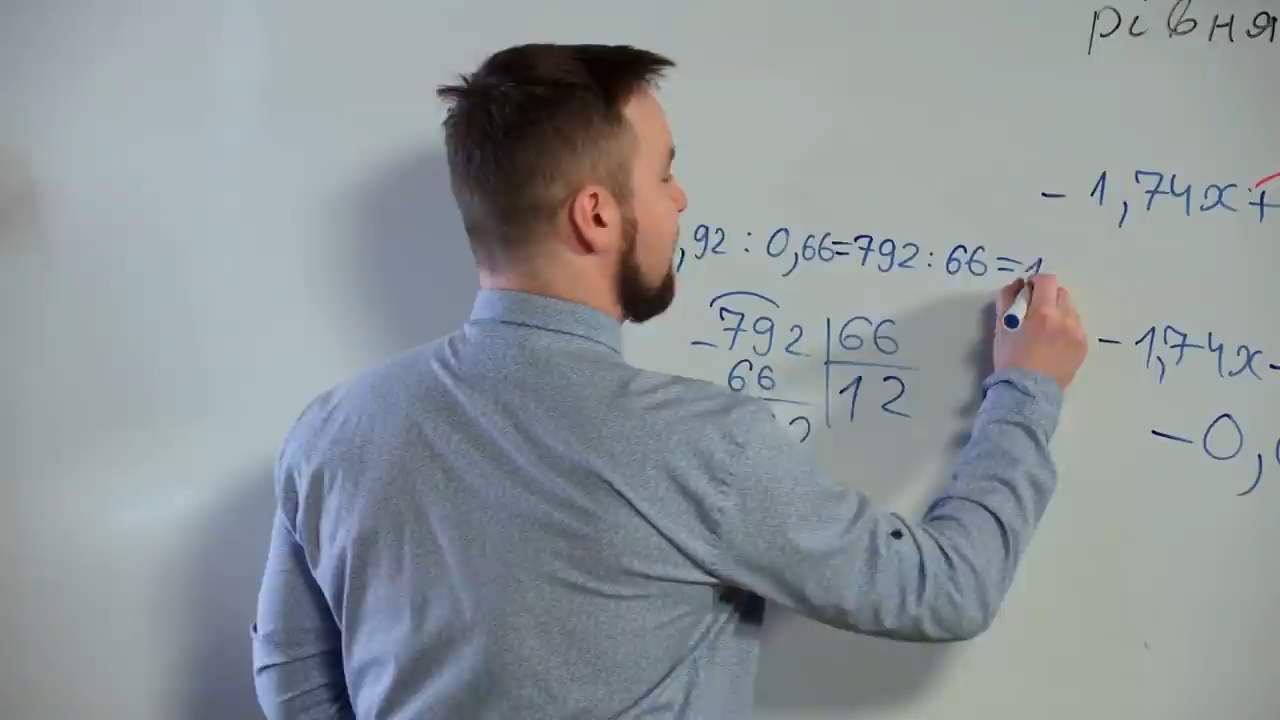 рівня
- 1,74x +
,92 : 0,66=792 : 66=1
- 792 | 66
66 | 12
- 1,74x -
- 0,